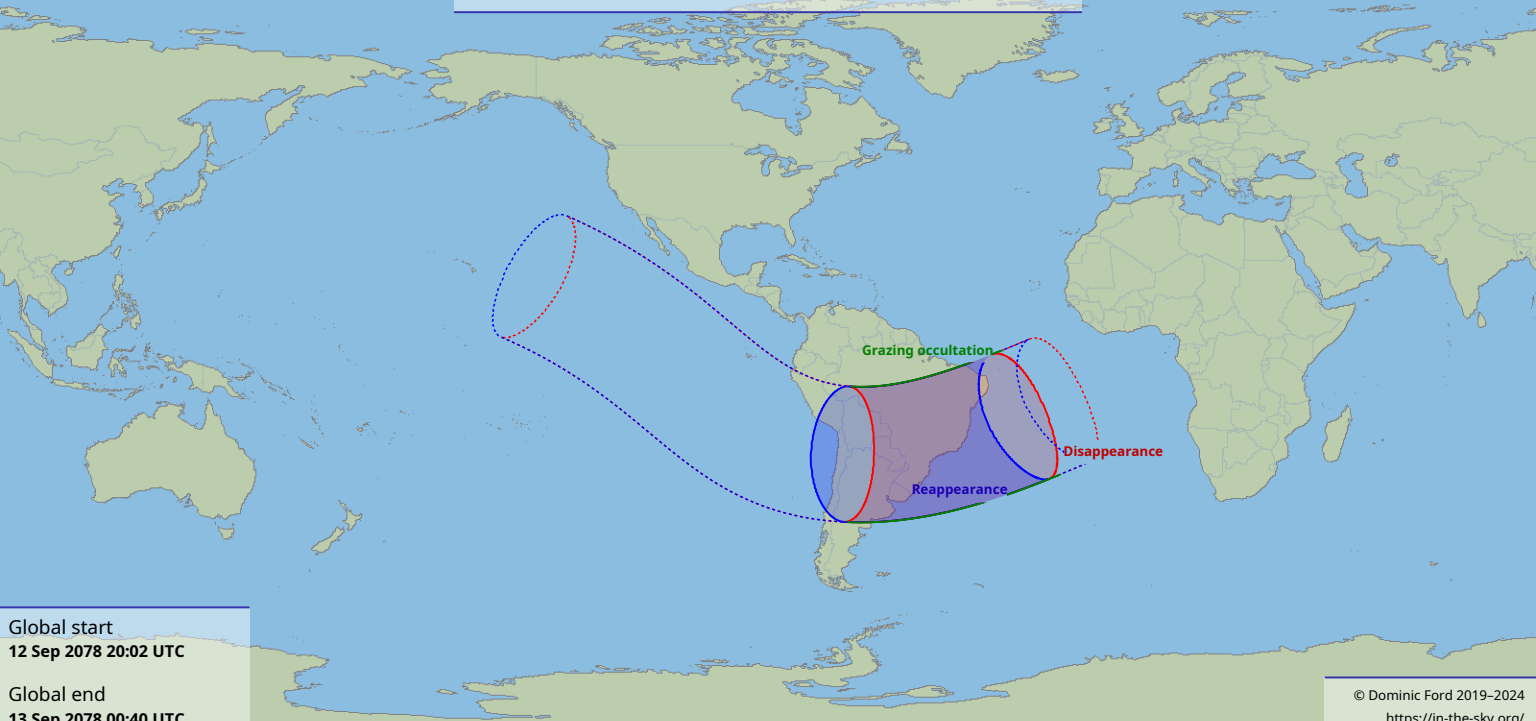 Grazing occultation
Disappearance
Reappearance
Global start
12 Sep 2078 20:02 UTC
Global end
13 Sep 2078 00:40 UTC
© Dominic Ford 2019–2024
https://in-the-sky.org/